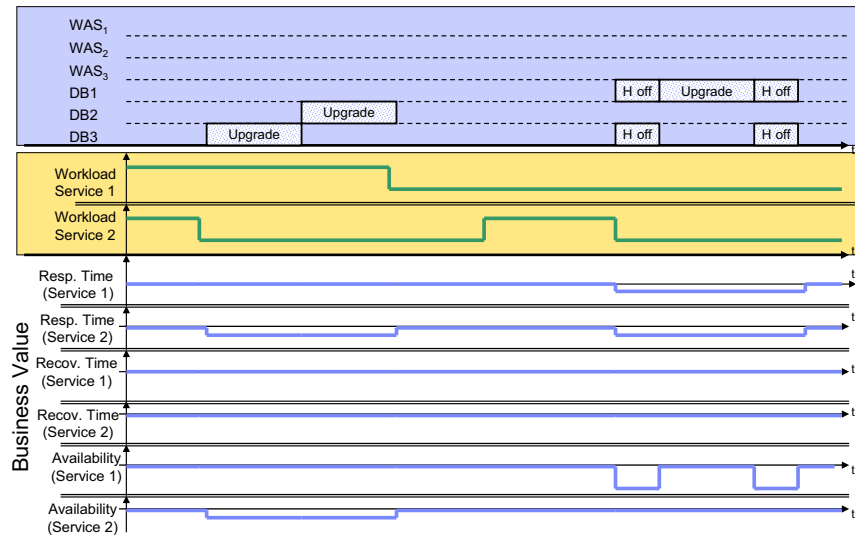 WAS1
WAS2
WAS3
DB1 H off Upgrade H off
DB2 Upgrade
DB3 Upgrade H off H off
t
Workload
Service 1
Workload
Service 2
t
Business Value
Resp. Time
(Service 1)
t
Resp. Time
(Service 2)
t
Recov. Time
(Service 1)
t
Recov. Time
(Service 2)
t
Availability
(Service 1)
t
Availability
(Service 2)
t